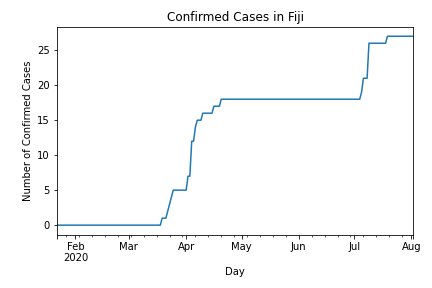 Confirmed Cases in Fiji
Number of Confirmed Cases
25
20
15
10
5
0
Feb Mar Apr May Jun Jul Aug
2020
Day